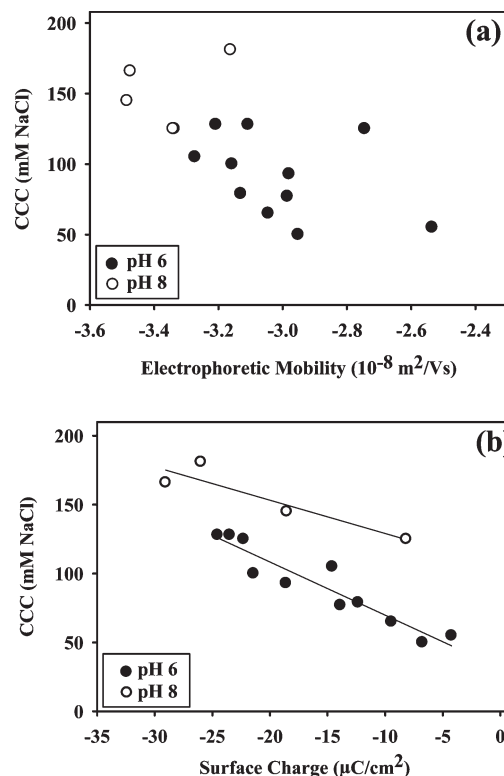 (a)
200
150
100
50
0
CCC (mM NaCl)
pH 6
pH 8
-3.6 -3.4 -3.2 -3.0 -2.8 -2.6 -2.4
Electrophoretic Mobility (10⁻⁸ m²/Vs)
(b)
200
150
100
50
0
CCC (mM NaCl)
pH 6
pH 8
-35 -30 -25 -20 -15 -10 -5 0
Surface Charge (µC/cm²)